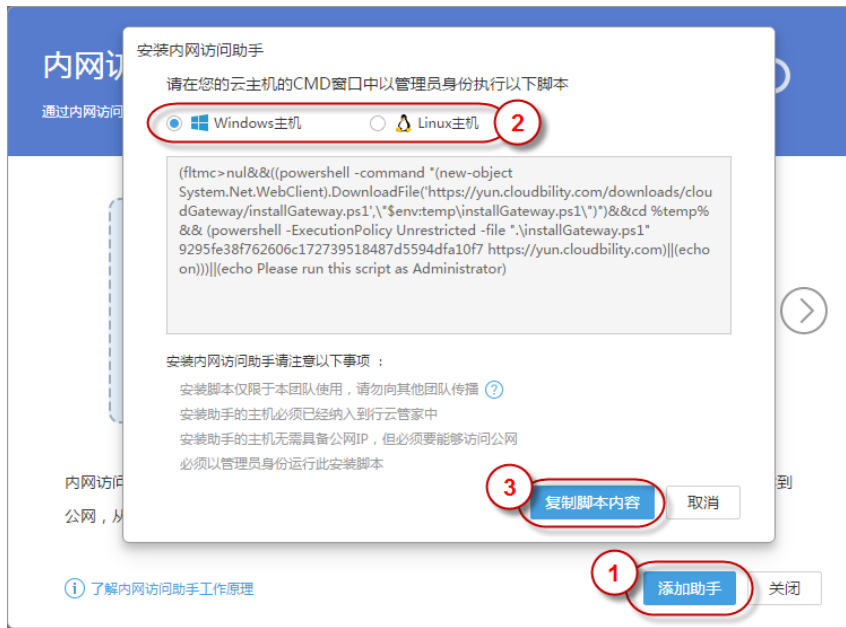 内网访
通过内网访问
安装内网访问助手
请在您的云主机的CMD窗口中以管理员身份执行以下脚本
Windows主机 Linux主机 2
(fltmc>nul&&((powershell -command "(new-object
System.Net.WebClient).DownloadFile('https://yun.cloudbility.com/downloads/clou
dGateway/installGateway.ps1',\"$env:temp\installGateway.ps1\")")&&cd %temp%
&& (powershell -ExecutionPolicy Unrestricted -file ".\installGateway.ps1"
9295fe38f762606c172739518487d5594dfa10f7 https://yun.cloudbility.com)||(echo
on)))||(echo Please run this script as Administrator)
安装内网访问助手请注意以下事项：
安装脚本仅限于本团队使用，请勿向其他团队传播 ?
安装助手的主机必须已经纳入到行云管家中
安装助手的主机无需具备公网IP，但必须要能够访问公网
必须以管理员身份运行此安装脚本
3 复制脚本内容 取消
内网访问 到
公网，从
1
i 了解内网访问助手工作原理 添加助手 关闭